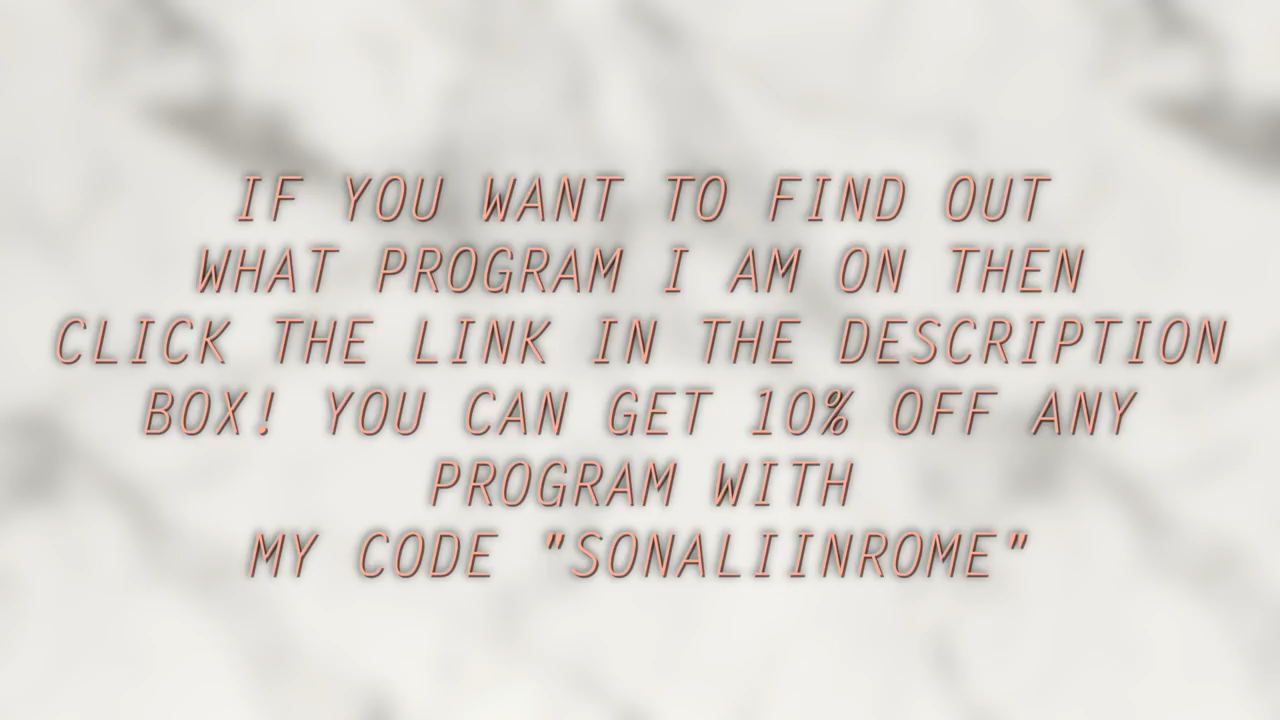 IF YOU WANT TO FIND OUT
WHAT PROGRAM I AM ON THEN
CLICK THE LINK IN THE DESCRIPTION
BOX! YOU CAN GET 10% OFF ANY
PROGRAM WITH
MY CODE "SONALIINROME"